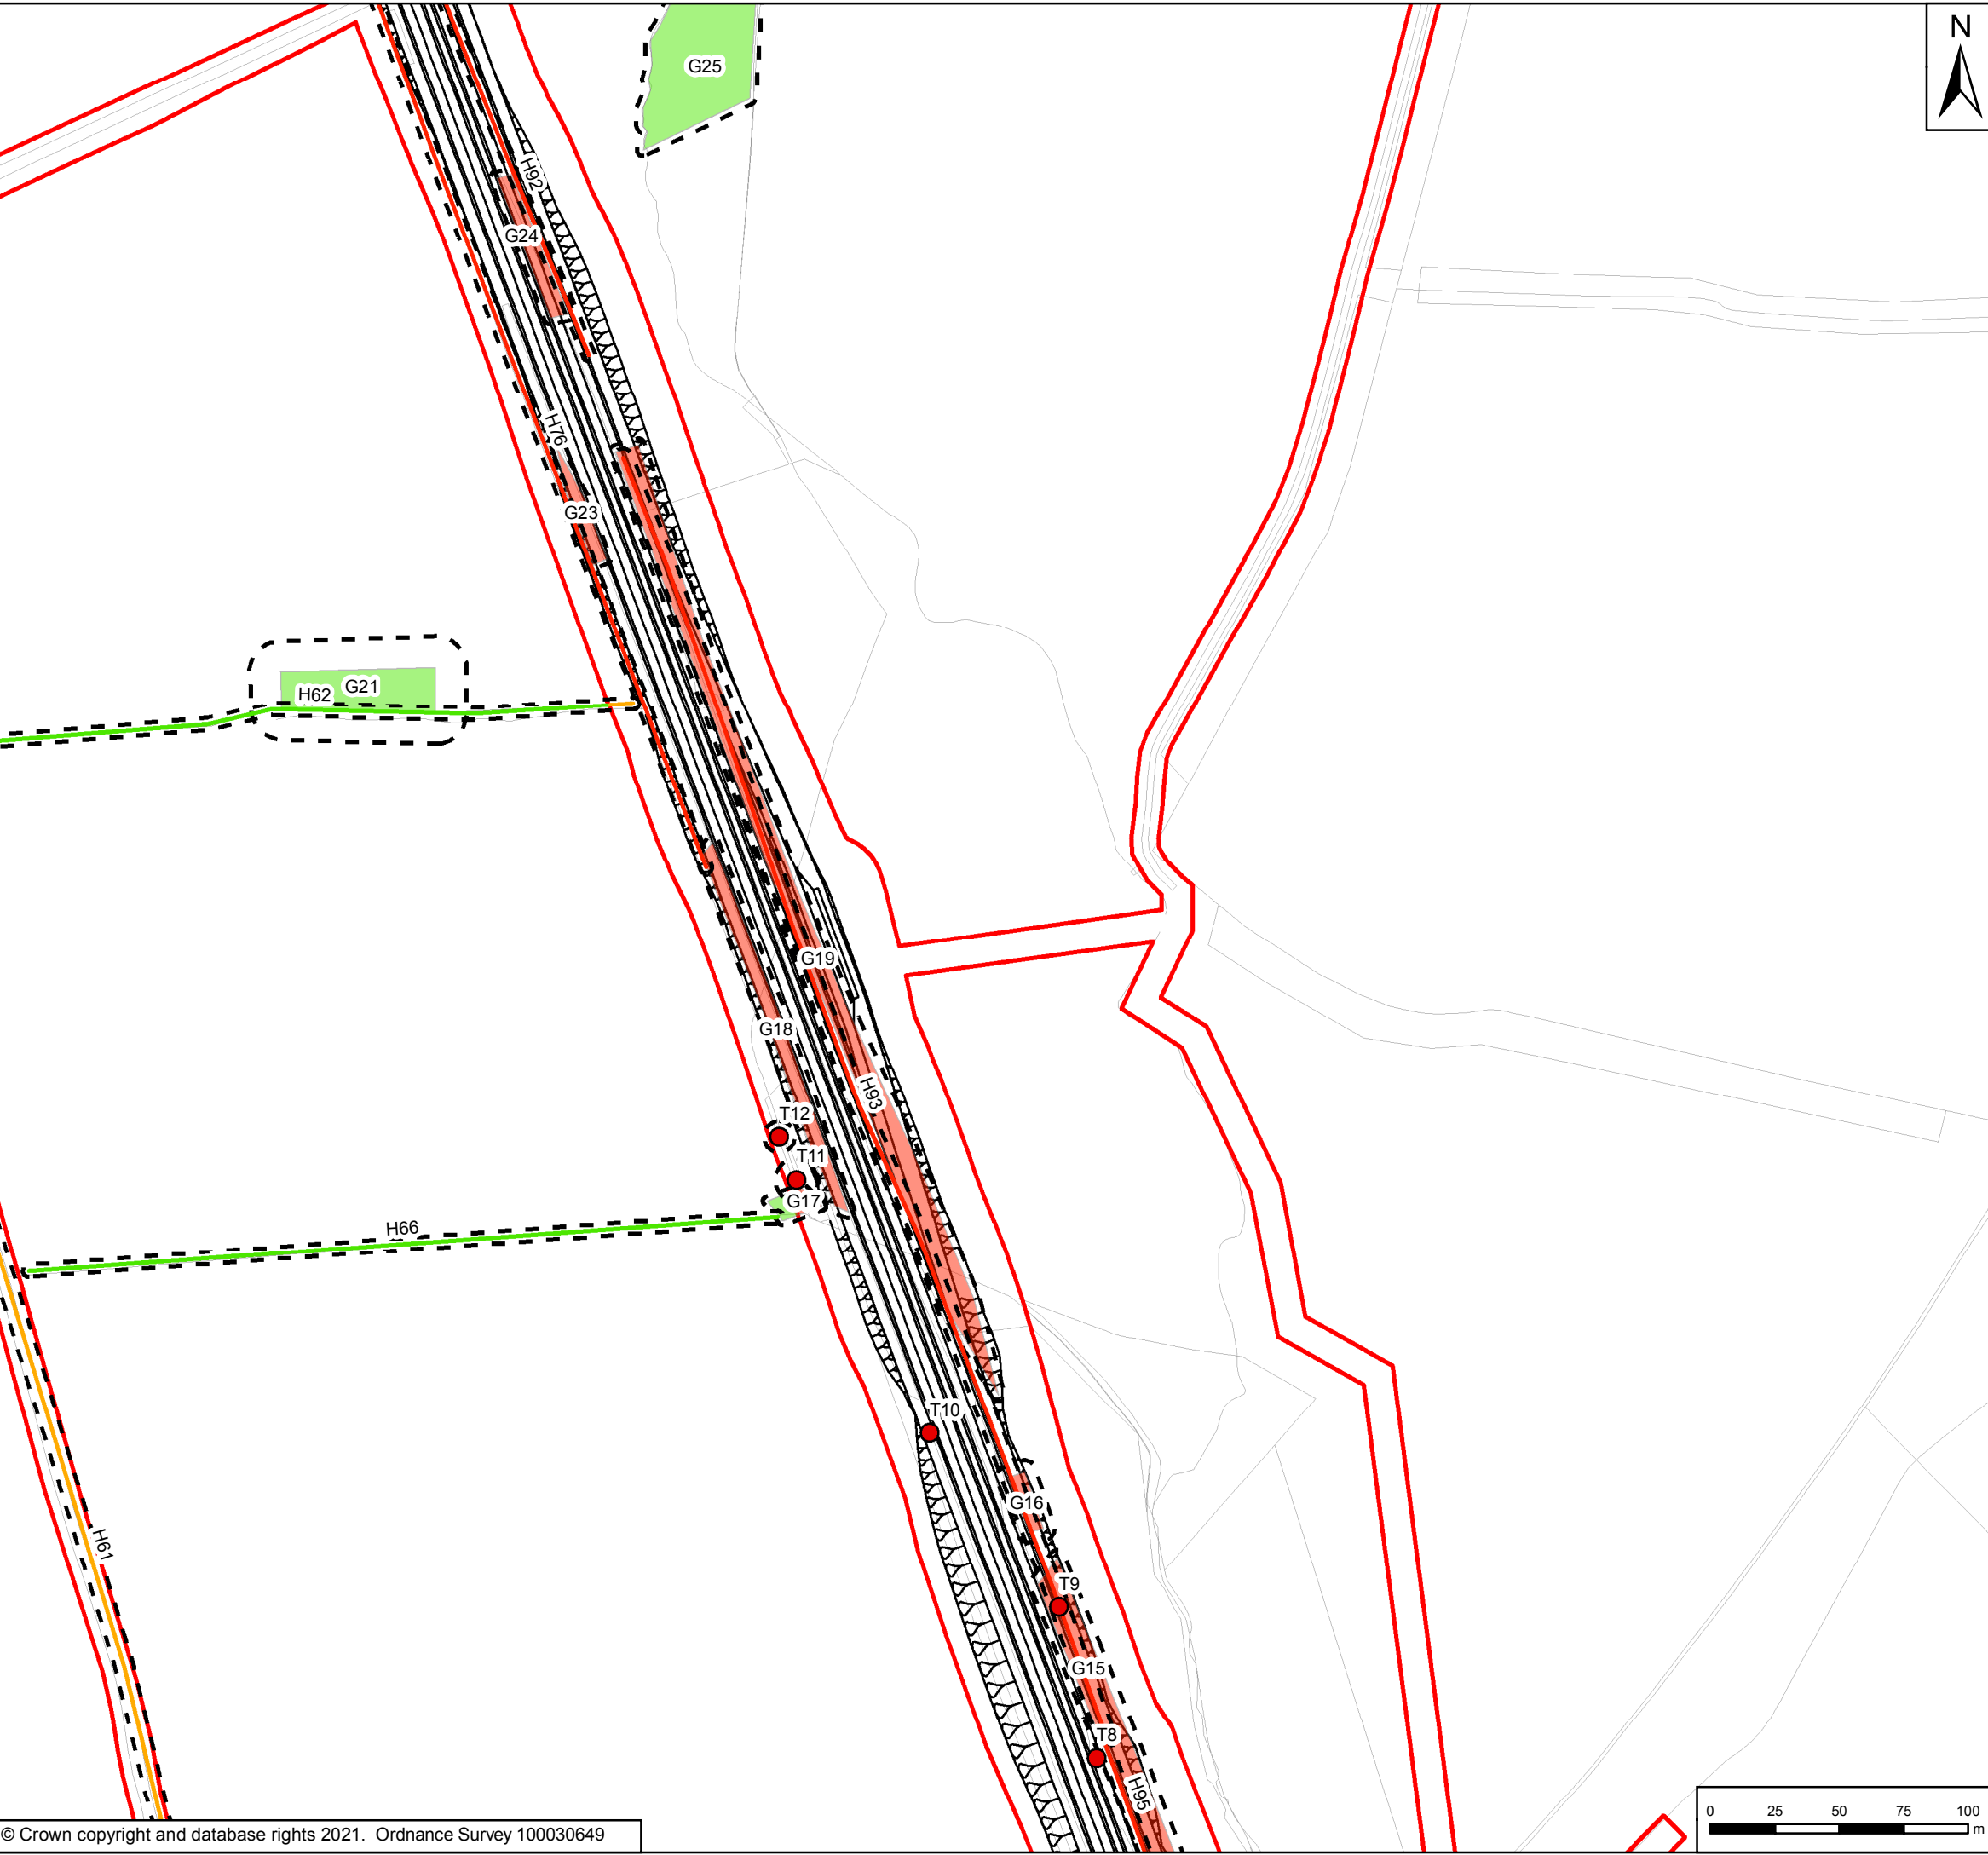 N
G25
H92
G24
H76
G23
G21
H62
G19
G18
H93
T12
T11
G17
H66
T10
G16
H61
T9
G15
T8
H95
0 25 50 75 100
m
© Crown copyright and database rights 2021. Ordnance Survey 100030649